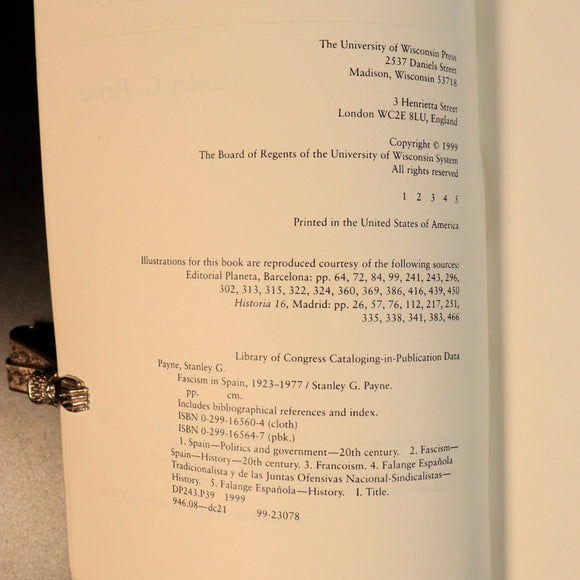 The University of Wisconsin Press
2537 Daniels Street
Madison, Wisconsin 53718
3 Henrietta Street
London WC2E 8LU, England
Copyright © 1999
The Board of Regents of the University of Wisconsin System
All rights reserved
1 2 3 4 5
Printed in the United States of America
Illustrations for this book are reproduced courtesy of the following sources:
Editorial Planeta, Barcelona: pp. 64, 72, 84, 99, 241, 243, 296,
302, 313, 315, 322, 324, 360, 369, 386, 416, 439, 450
Historia 16, Madrid: pp. 26, 57, 76, 112, 217, 251,
335, 338, 341, 383, 466
Library of Congress Cataloging-in-Publication Data
Payne, Stanley G.
Fascism in Spain, 1923–1977 / Stanley G. Payne.
pp. cm.
Includes bibliographical references and index.
ISBN 0-299-16560-4 (cloth)
ISBN 0-299-16564-7 (pbk.)
1. Spain—Politics and government—20th century. 2. Fascism—
Spain—History—20th century. 3. Francoism. 4. Falange Española
Tradicionalista y de las Juntas Ofensivas Nacional-Sindicalistas—
History. 5. Falange Española—History. I. Title.
DP243.P39 1999
946.08—dc21 99-23078
Stanley G. Payne